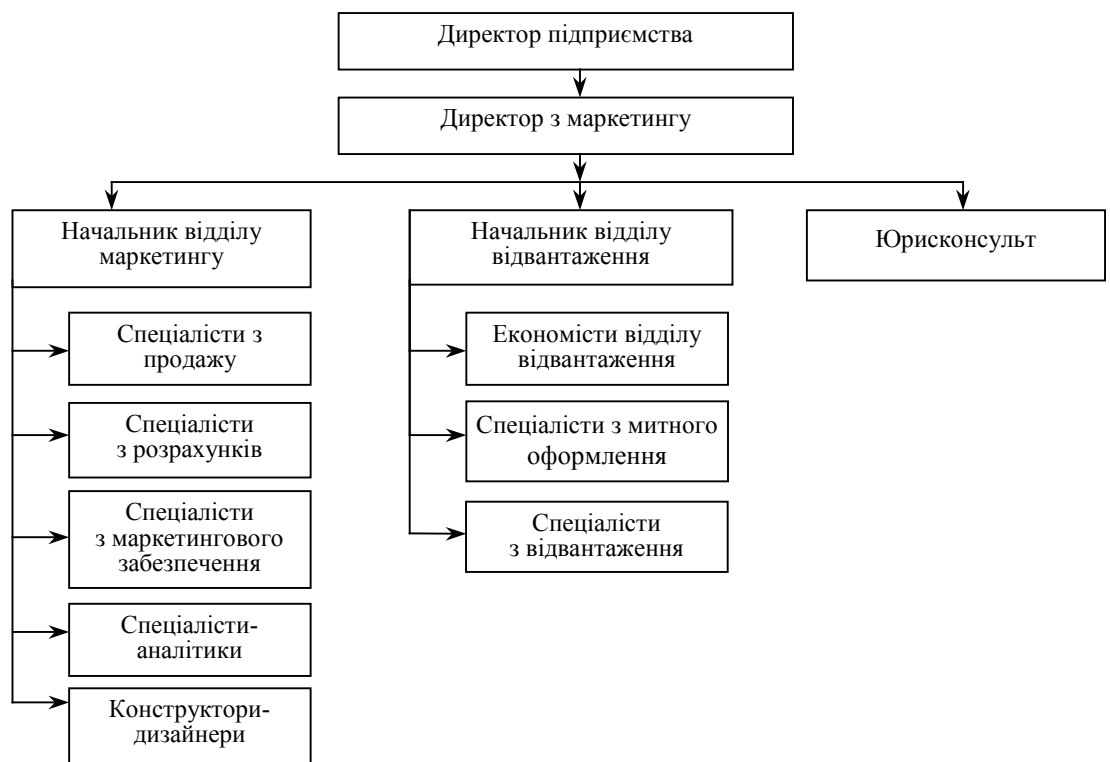 Директор підприємства
Директор з маркетингу
Начальник відділу
маркетингу
Начальник відділу
відвантаження
Юрисконсульт
Спеціалісти з
продажу
Спеціалісти
з розрахунків
Спеціалісти
з маркетингового
забезпечення
Спеціалісти-
аналітики
Конструктори-
дизайнери
Економісти відділу
відвантаження
Спеціалісти з митного
оформлення
Спеціалісти
з відвантаження